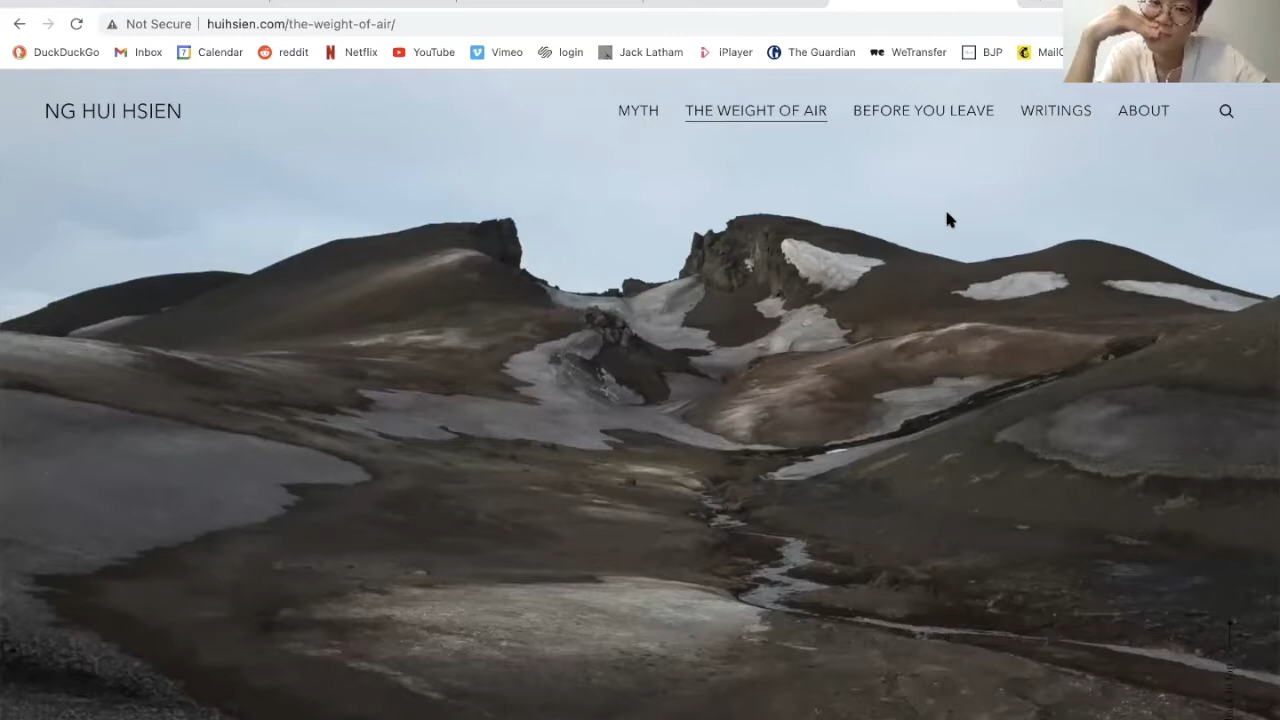 Not Secure huihsien.com/the-weight-of-air/
DuckDuckGo Inbox Calendar reddit Netflix YouTube Vimeo login Jack Latham iPlayer The Guardian WeTransfer BJP
NG HUI HSIEN MYTH THE WEIGHT OF AIR BEFORE YOU LEAVE WRITINGS ABOUT